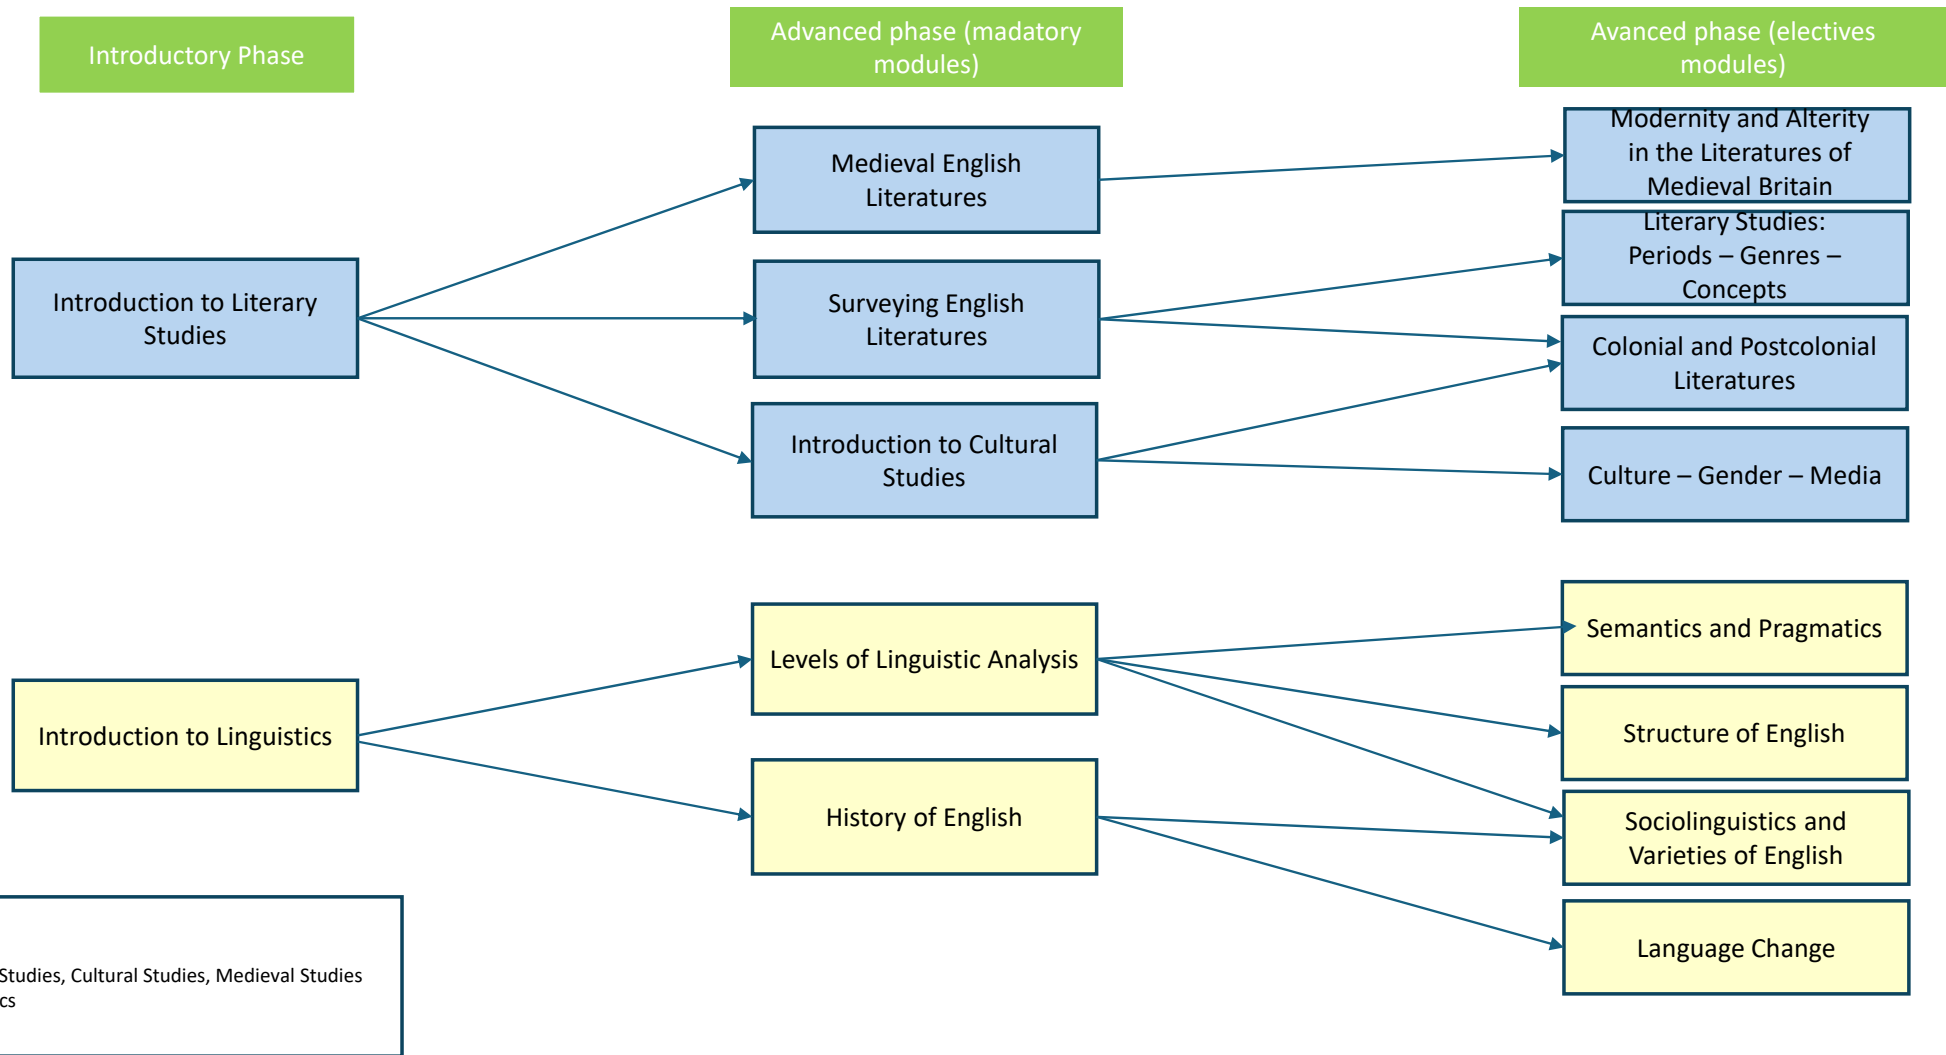 Introductory Phase
Advanced phase (madatory
modules)
Avanced phase (electives
modules)
Introduction to Literary
Studies
Medieval English
Literatures
Surveying English
Literatures
Introduction to Cultural
Studies
Modernity and Alterity
in the Literatures of
Medieval Britain
Literary Studies:
Periods – Genres –
Concepts
Colonial and Postcolonial
Literatures
Culture – Gender – Media
Introduction to Linguistics
Levels of Linguistic Analysis
History of English
Semantics and Pragmatics
Structure of English
Sociolinguistics and
Varieties of English
Language Change
Studies, Cultural Studies, Medieval Studies
cs